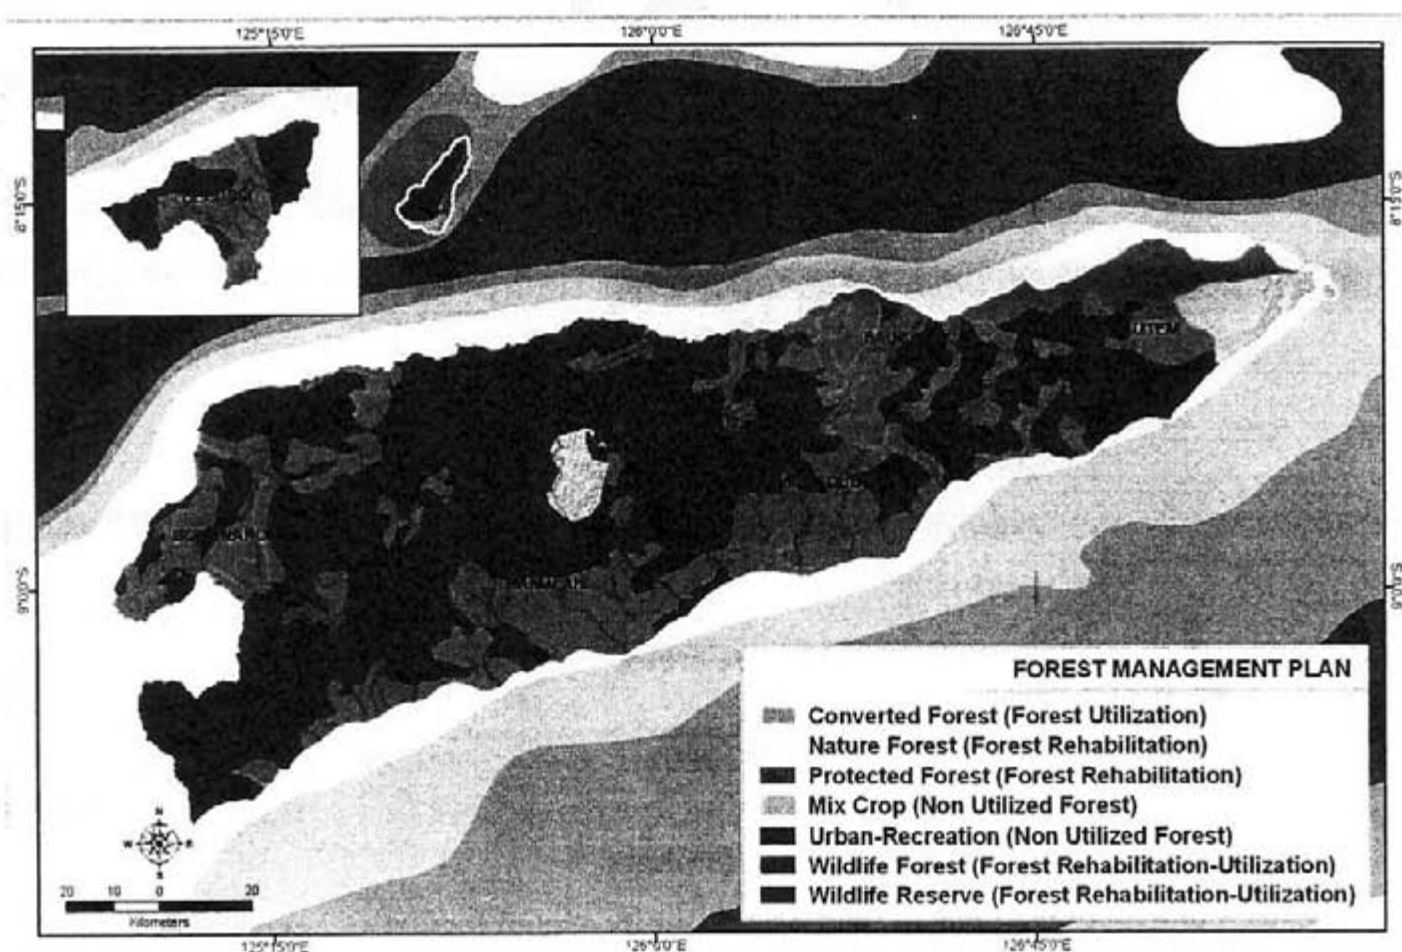 125°15'0"E 126°0'0"E 126°45'0"E
8°15'0"S 8°15'0"S
9°0'0"S 9°0'0"S
FOREST MANAGEMENT PLAN
Converted Forest (Forest Utilization)
Nature Forest (Forest Rehabilitation)
Protected Forest (Forest Rehabilitation)
Mix Crop (Non Utilized Forest)
Urban-Recreation (Non Utilized Forest)
Wildlife Forest (Forest Rehabilitation-Utilization)
Wildlife Reserve (Forest Rehabilitation-Utilization)
N
W E
S
20 10 0 20
Kilometers
125°15'0"E 126°0'0"E 126°45'0"E